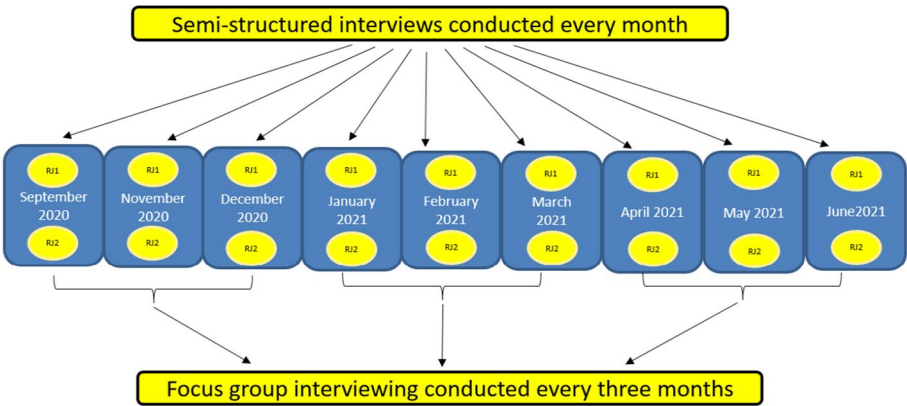 Semi-structured interviews conducted every month
RJ1 RJ1 RJ1 RJ1 RJ1 RJ1 RJ1 RJ1 RJ1
September 2020
November 2020
December 2020
January 2021
February 2021
March 2021
April 2021
May 2021
June2021
RJ2 RJ2 RJ2 RJ2 RJ2 RJ2 RJ2 RJ2 RJ2
Focus group interviewing conducted every three months